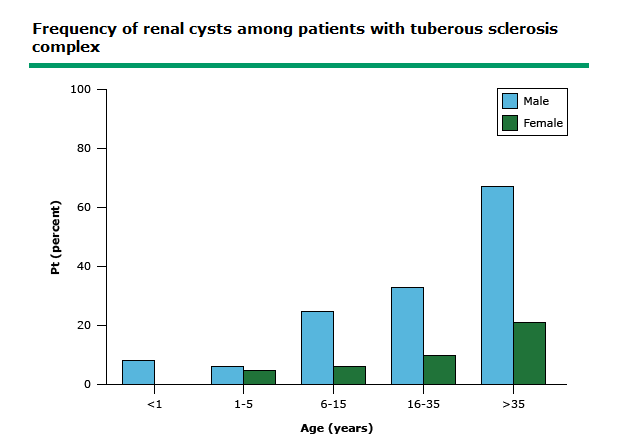 Frequency of renal cysts among patients with tuberous sclerosis
complex
100
80
60
40
20
0
Pt (percent)
Male
Female
<1
1-5
6-15
16-35
>35
Age (years)